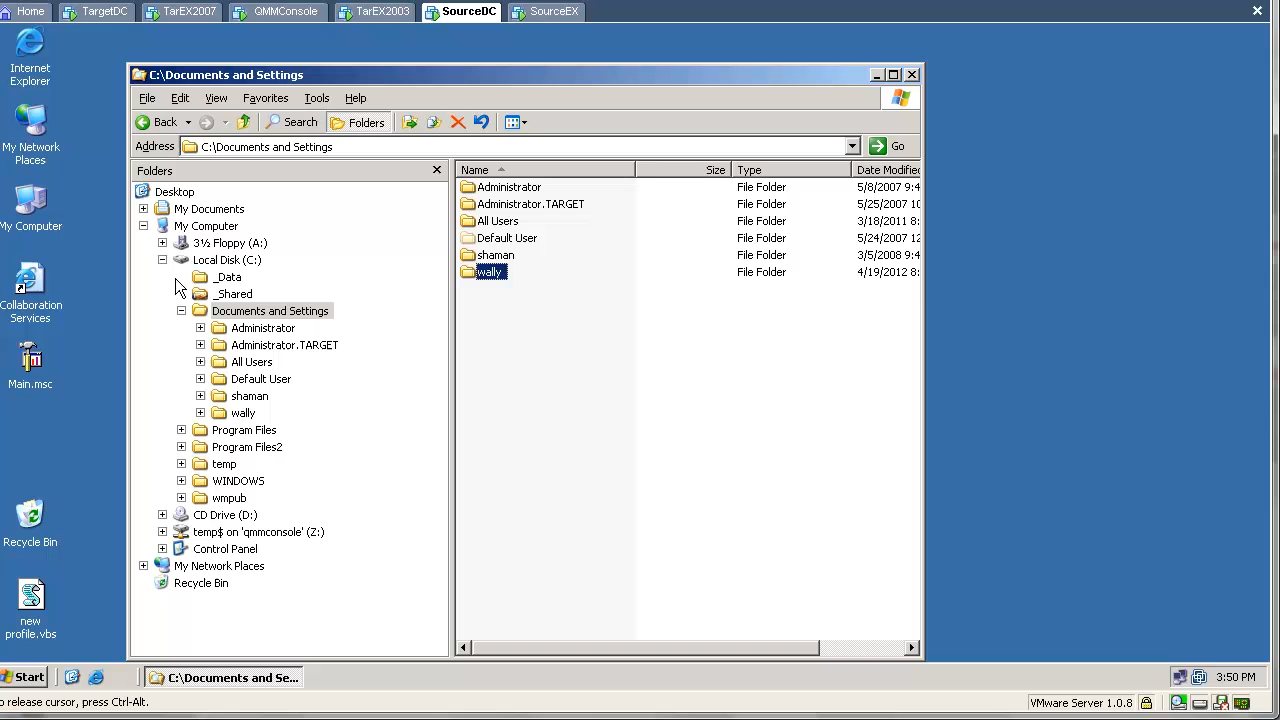 Home TargetDC TarEX2007 QMMConsole TarEX2003 SourceDC SourceEX
Internet
Explorer
My Network
Places
My Computer
Collaboration
Services
Main.msc
Recycle Bin
new
profile.vbs
C:\Documents and Settings
File Edit View Favorites Tools Help
Back Search Folders
Address C:\Documents and Settings Go
Folders
Desktop
My Documents
My Computer
3½ Floppy (A:)
Local Disk (C:)
_Data
_Shared
Documents and Settings
Administrator
Administrator.TARGET
All Users
Default User
shaman
wally
Program Files
Program Files2
temp
WINDOWS
wmpub
CD Drive (D:)
temp$ on 'qmmconsole' (Z:)
Control Panel
My Network Places
Recycle Bin
Name Size Type Date Modified
Administrator File Folder 5/8/2007 9:4
Administrator.TARGET File Folder 5/25/2007 10
All Users File Folder 3/18/2011 8:
Default User File Folder 5/24/2007 12
shaman File Folder 3/5/2008 9:4
wally File Folder 4/19/2012 8:
Start C:\Documents and Se... 3:50 PM
o release cursor, press Ctrl-Alt. VMware Server 1.0.8